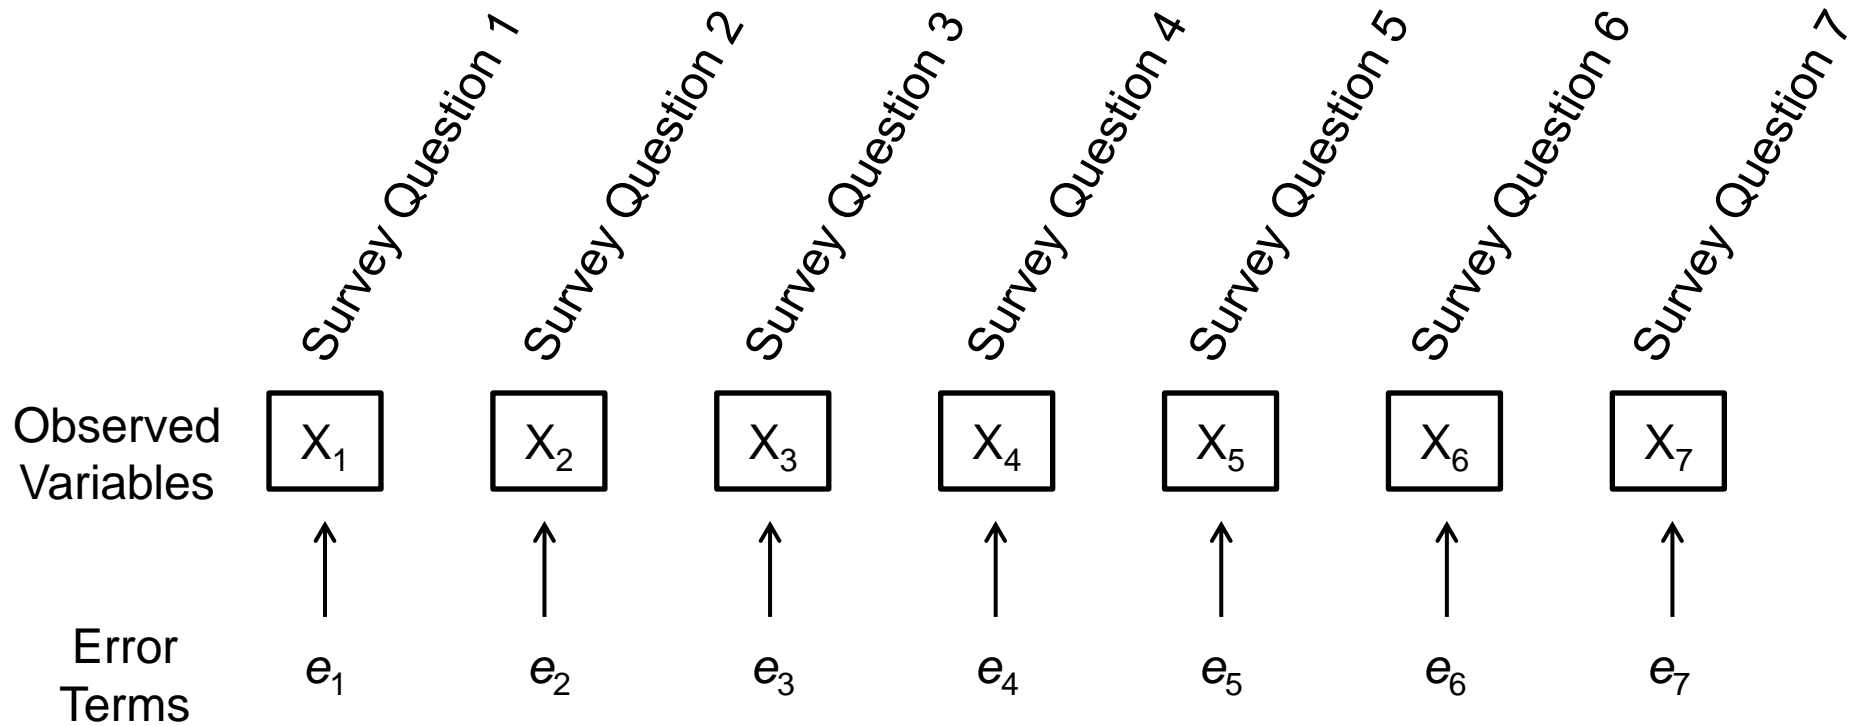 Survey Question 1
Survey Question 2
Survey Question 3
Survey Question 4
Survey Question 5
Survey Question 6
Survey Question 7
Observed
Variables
X₁
X₂
X₃
X₄
X₅
X₆
X₇
Error
Terms
e₁
e₂
e₃
e₄
e₅
e₆
e₇